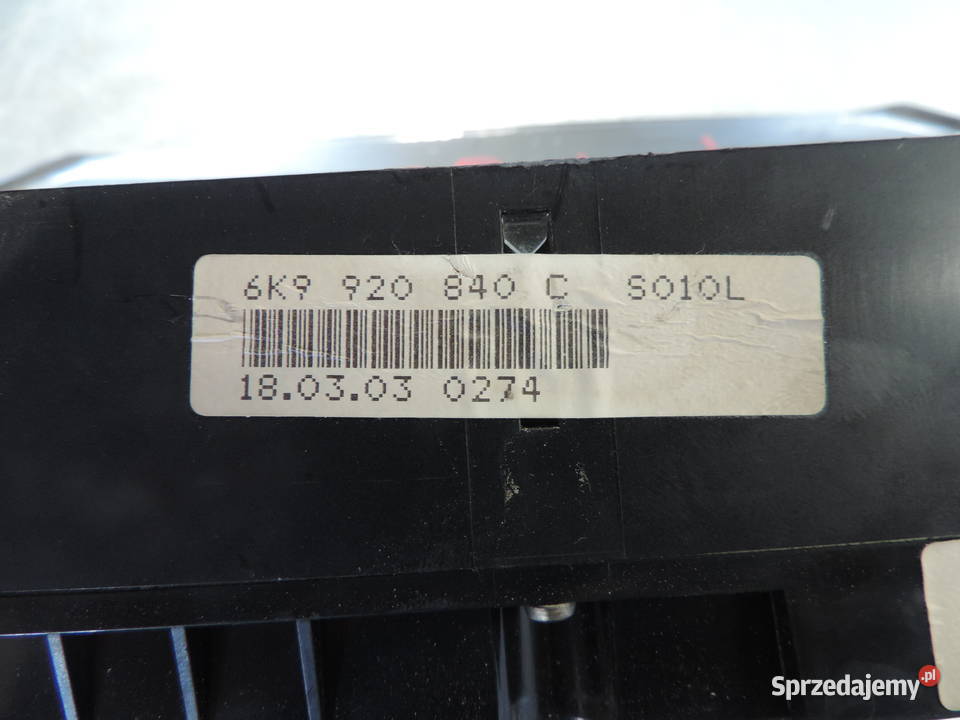 6K9 920 840 C S010L
18.03.03 0274
Sprzedajemy.pl